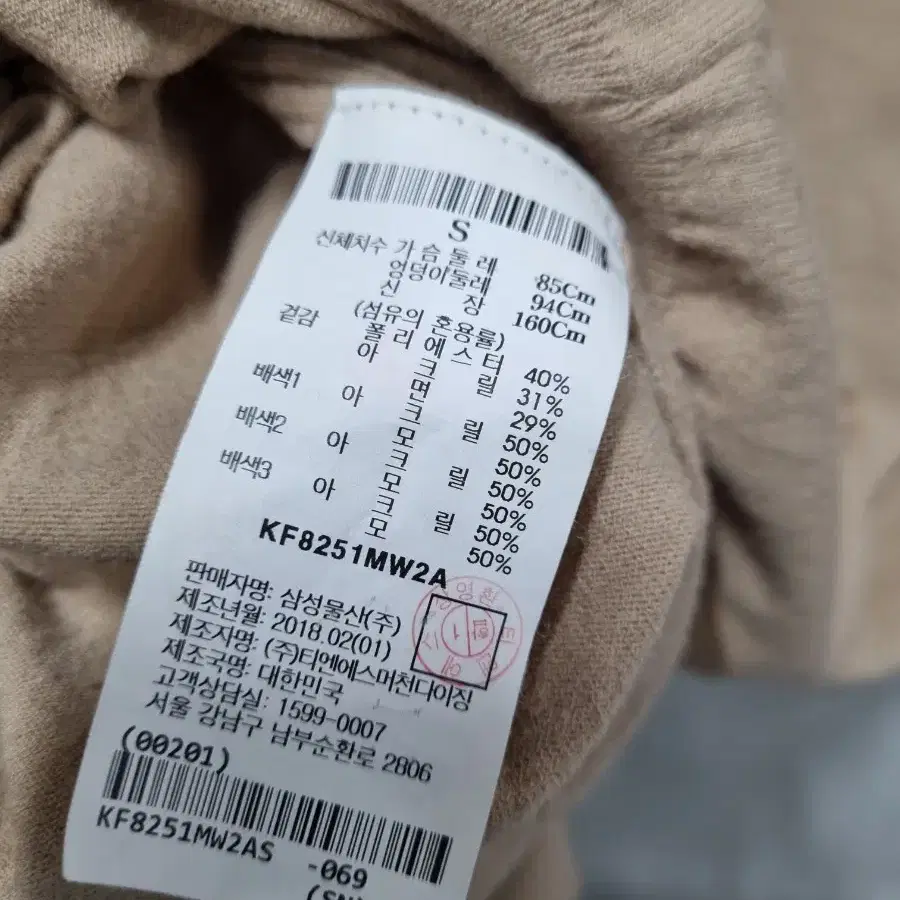 S
신체치수 가 슴 둘 레 85Cm
엉덩이둘레 94Cm
신 장 160Cm
(섬유의 혼용률)
겉감 폴 리 에 스 터 40%
아 크 릴 31%
면 29%
배색1 아 크 릴 50%
모 50%
배색2 아 크 릴 50%
모 50%
배색3 아 크 릴 50%
모 50%
KF8251MW2A
판매자명: 삼성물산(주)
제조년월: 2018.02(01)
제조자명: (주)티엔에스머천다이징
제조국명: 대한민국
고객상담실: 1599-0007
서울 강남구 남부순환로 2806
(00201)
KF8251MW2AS -069